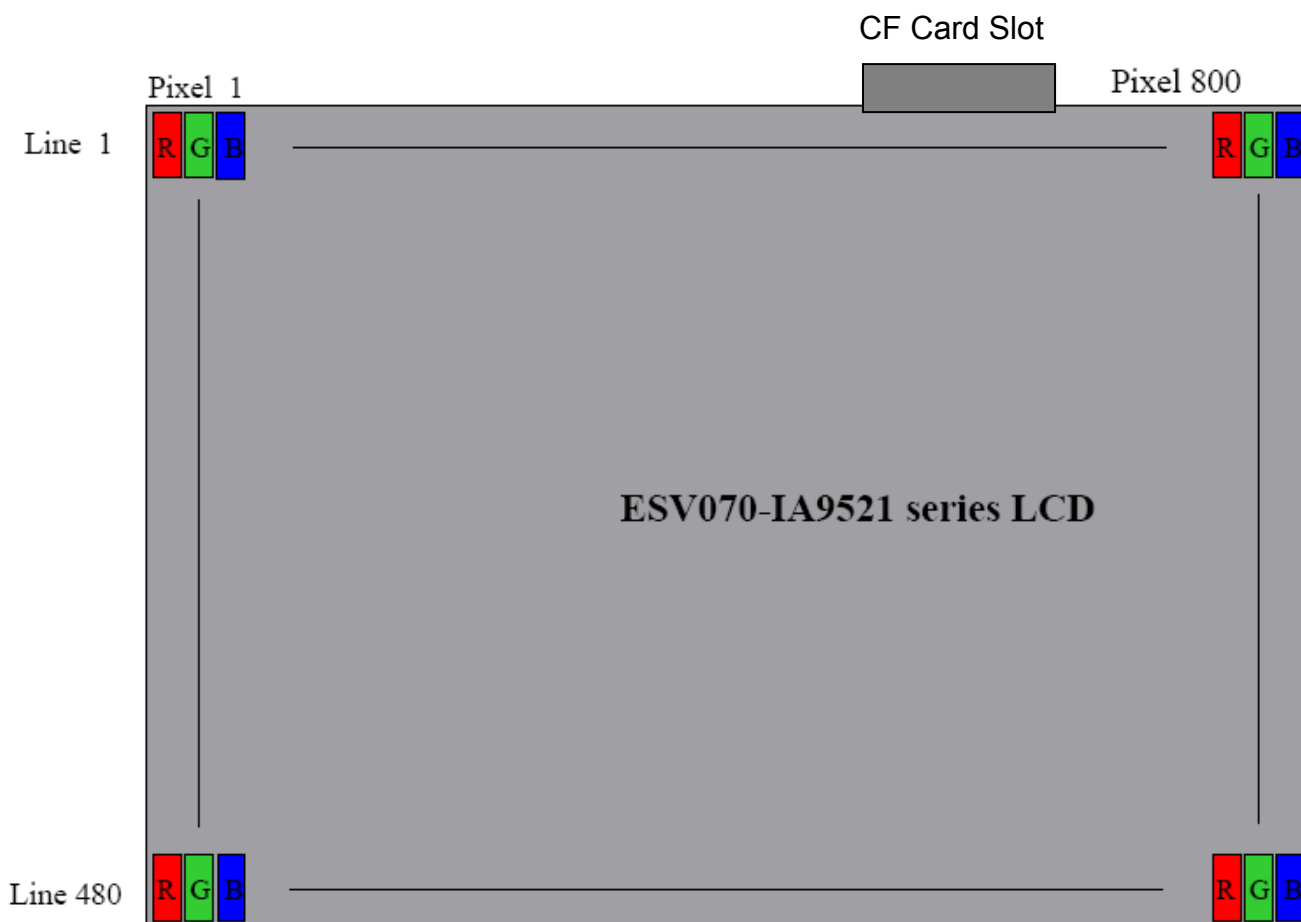 CF Card Slot
Pixel 1
Pixel 800
Line 1
R G B
R G B
ESV070-IA9521 series LCD
Line 480
R G B
R G B